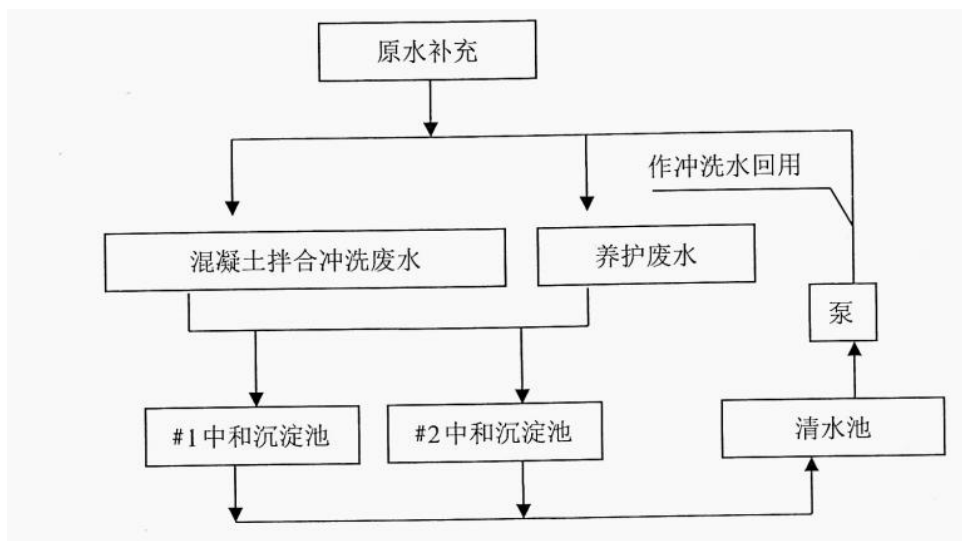 原水补充
作冲洗水回用
混凝土拌合冲洗废水
养护废水
泵
#1中和沉淀池
#2中和沉淀池
清水池